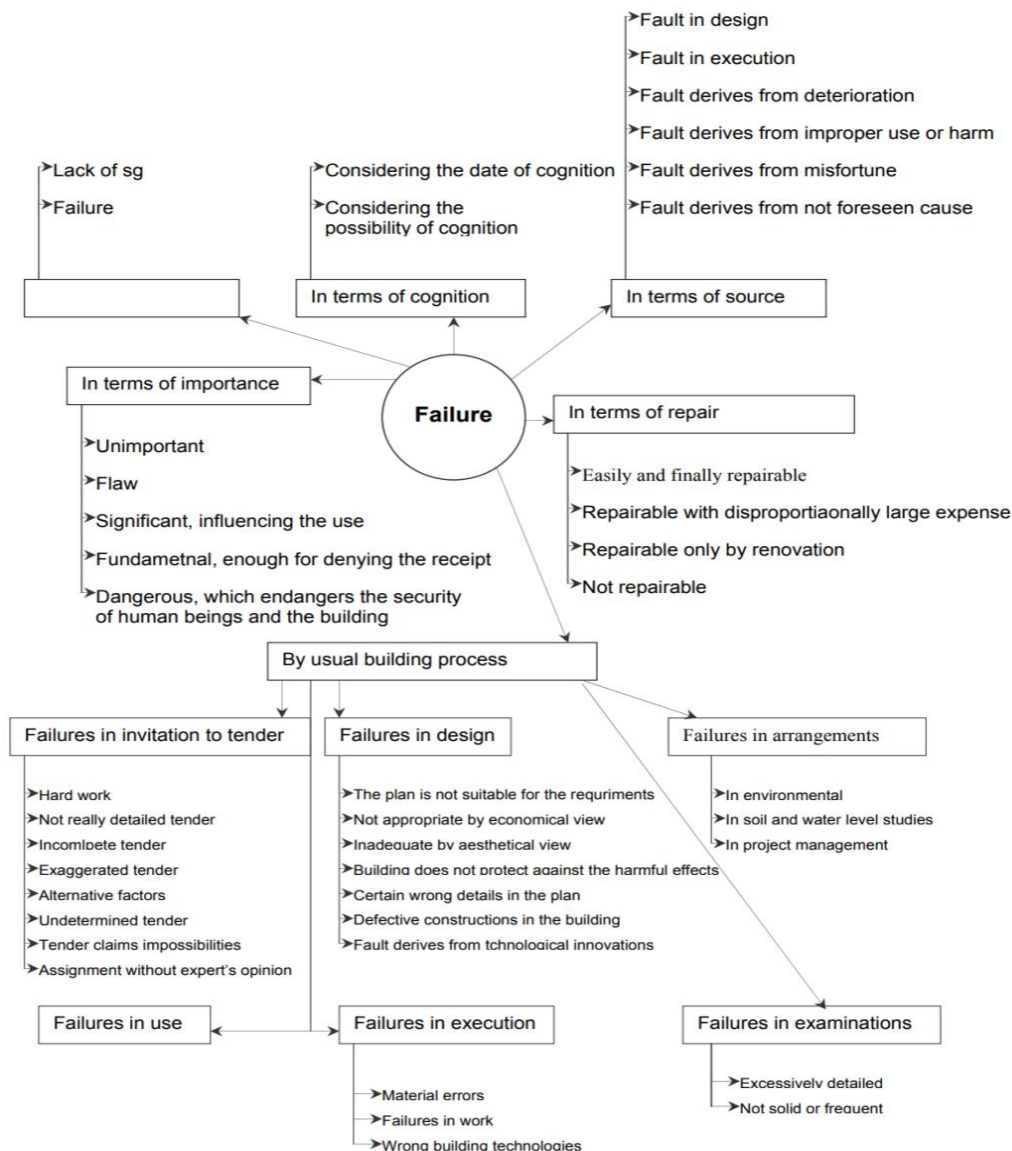 Fault in design
Fault in execution
Fault derives from deterioration
Fault derives from improper use or harm
Fault derives from misfortune
Fault derives from not foreseen cause
In terms of source
Lack of sg
Failure
Considering the date of cognition
Considering the
possibility of cognition
In terms of cognition
Failure
In terms of importance
Unimportant
Flaw
Significant, influencing the use
Fundametnal, enough for denying the receipt
Dangerous, which endangers the security
of human beings and the building
In terms of repair
Easily and finally repairable
Repairable with disproportiaonally large expense
Repairable only by renovation
Not repairable
By usual building process
Failures in invitation to tender
Hard work
Not really detailed tender
Incomplete tender
Exaggerated tender
Alternative factors
Undetermined tender
Tender claims impossibilities
Assignment without expert's opinion
Failures in design
The plan is not suitable for the requriments
Not appropriate by economical view
Inadequate by aesthetical view
Building does not protect against the harmful effects
Certain wrong details in the plan
Defective constructions in the building
Fault derives from tchnological innovations
Failures in arrangements
In environmental
In soil and water level studies
In project management
Failures in use
Failures in execution
Material errors
Failures in work
Wrong building technologies
Failures in examinations
Excessively detailed
Not solid or frequent